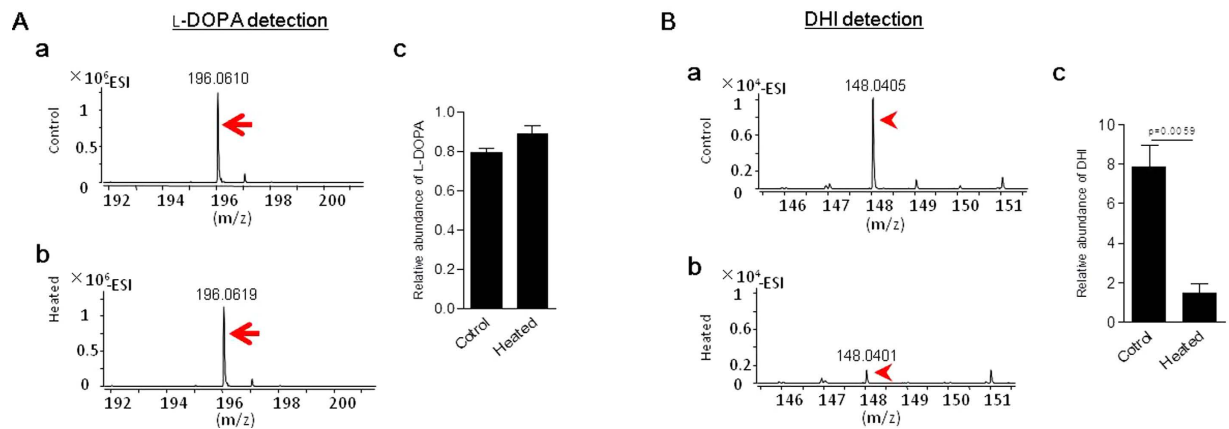 A
L-DOPA detection
a
×10⁶-ESI
196.0610
1
0.5
0
Control
192 194 196 198 200
(m/z)
b
×10⁶-ESI
196.0619
1
0.5
0
Heated
192 194 196 198 200
(m/z)
c
Relative abundance of L-DOPA
1.0
0.8
0.6
0.4
0.2
0.0
Cotrol Heated
B
DHI detection
a
×10⁴-ESI
148.0405
1
0.6
0.2
0
Control
146 147 148 149 150 151
(m/z)
b
×10⁴-ESI
148.0401
1
0.6
0.2
0
Heated
146 147 148 149 150 151
(m/z)
c
Relative abundance of DHI
p=0.0059
10
8
6
4
2
0
Cotrol Heated